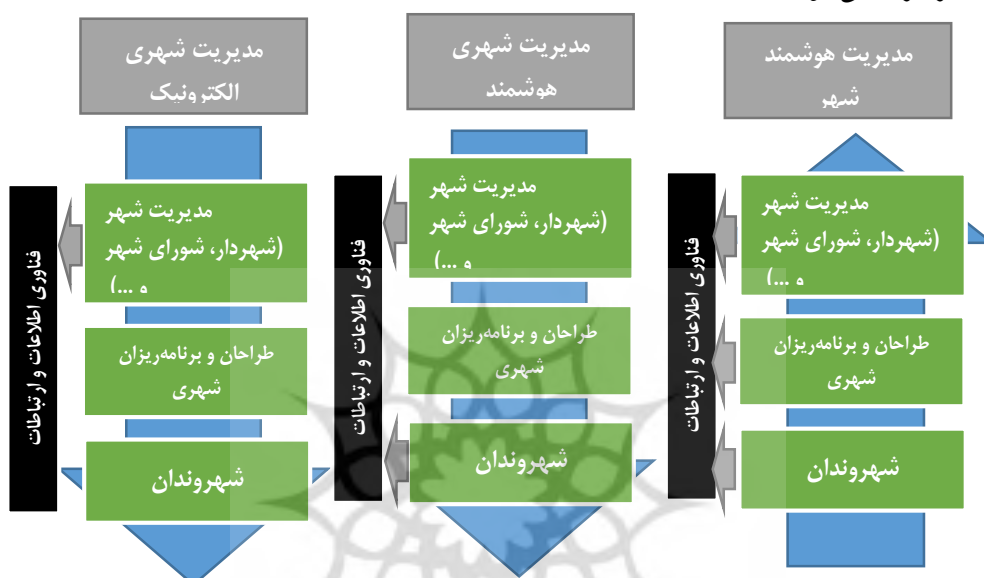 مدیریت هوشمند
شهر
مدیریت شهر
(شهردار، شورای شهر
و ...)
طراحان و برنامه‌ریزان
شهری
شهروندان
فناوری اطلاعات و ارتباطات
مدیریت شهری
هوشمند
مدیریت شهر
(شهردار، شورای شهر
و ...)
طراحان و برنامه‌ریزان
شهری
شهروندان
فناوری اطلاعات و ارتباطات
مدیریت شهری
الکترونیک
مدیریت شهر
(شهردار، شورای شهر
و ...)
طراحان و برنامه‌ریزان
شهری
شهروندان
فناوری اطلاعات و ارتباطات